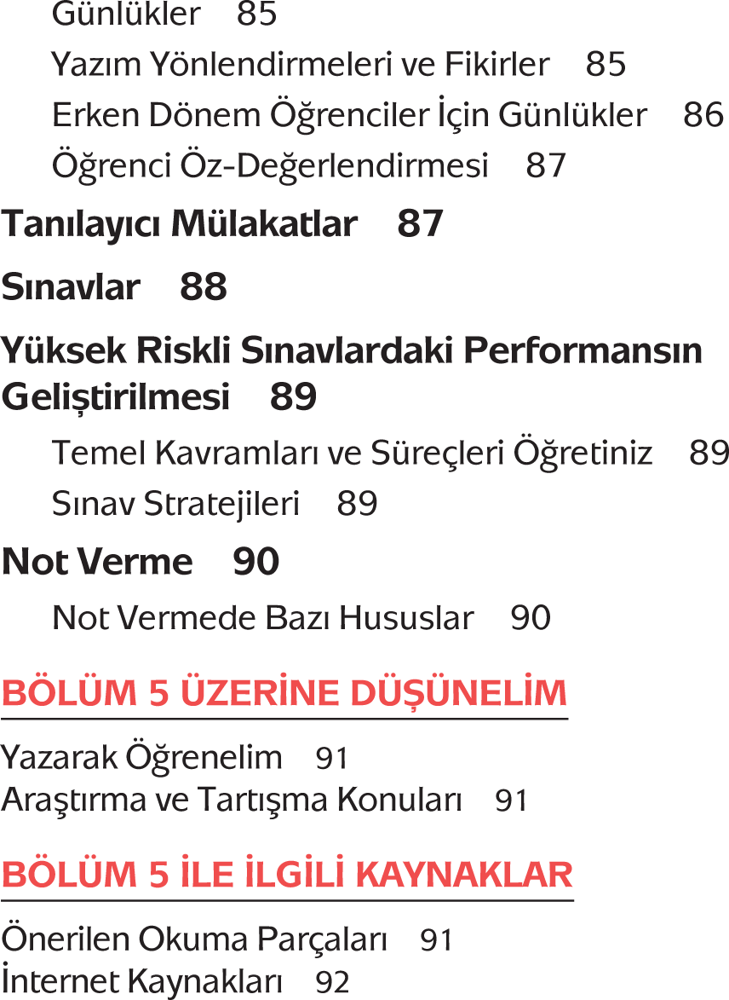 Günlükler 85
Yazım Yönlendirmeleri ve Fikirler 85
Erken Dönem Öğrenciler İçin Günlükler 86
Öğrenci Öz-Değerlendirmesi 87
Tanılayıcı Mülakatlar 87
Sınavlar 88
Yüksek Riskli Sınavlardaki Performansın
Geliştirilmesi 89
Temel Kavramları ve Süreçleri Öğretiniz 89
Sınav Stratejileri 89
Not Verme 90
Not Vermede Bazı Hususlar 90
BÖLÜM 5 ÜZERİNE DÜŞÜNELİM
Yazarak Öğrenelim 91
Araştırma ve Tartışma Konuları 91
BÖLÜM 5 İLE İLGİLİ KAYNAKLAR
Önerilen Okuma Parçaları 91
İnternet Kaynakları 92